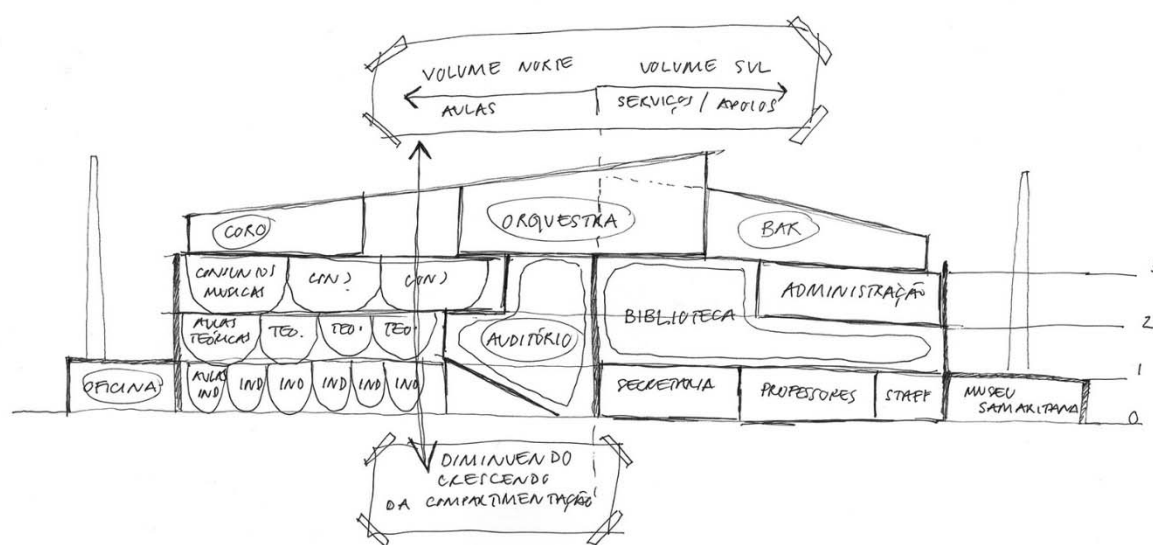 VOLUME NORTE
VOLUME SUL
AULAS
SERVIÇOS / APOIOS
CORO
ORQUESTRA
BAR
CONJUNTOS
MUSICAS
CONJ
CONJ
ADMINISTRAÇÃO
3
AULAS
TEÓRICAS
TEO.
TEO.
TEO.
AUDITÓRIO
BIBLIOTECA
2
OFICINA
AULAS
IND
IND
IND
IND
IND
IND
SECRETARIA
PROFESSORES
STAFF
MUSEU
SAMARITANA
1
0
DIMINUENDO
CRESCENDO
DA COMPARTIMENTAÇÃO